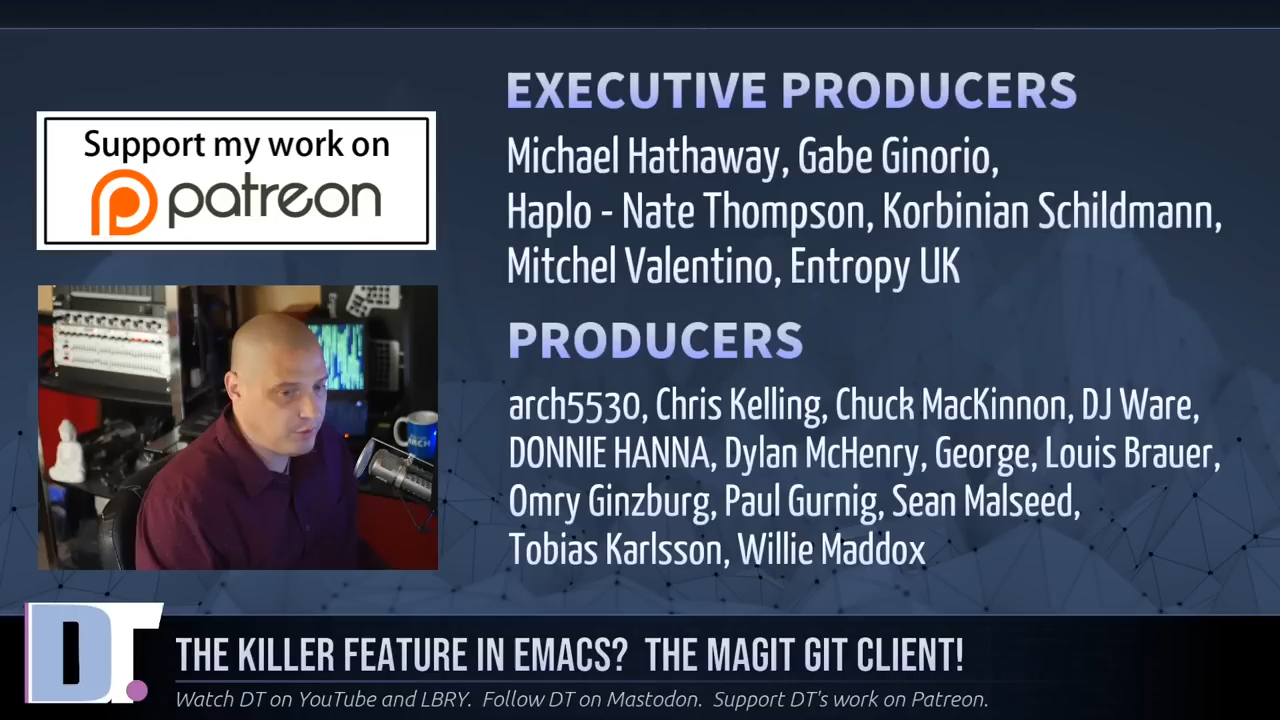 EXECUTIVE PRODUCERS
Michael Hathaway, Gabe Ginorio,
Haplo - Nate Thompson, Korbinian Schildmann,
Mitchel Valentino, Entropy UK
Support my work on
patreon
PRODUCERS
arch5530, Chris Kelling, Chuck MacKinnon, DJ Ware,
DONNIE HANNA, Dylan McHenry, George, Louis Brauer,
Omry Ginzburg, Paul Gurnig, Sean Malseed,
Tobias Karlsson, Willie Maddox
DT.
THE KILLER FEATURE IN EMACS? THE MAGIT GIT CLIENT!
Watch DT on YouTube and LBRY. Follow DT on Mastodon. Support DT's work on Patreon.